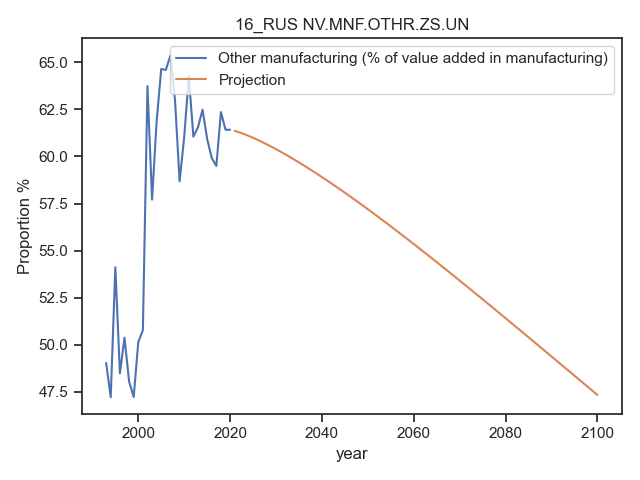 16_RUS NV.MNF.OTHR.ZS.UN
Other manufacturing (% of value added in manufacturing)
Projection
65.0
62.5
60.0
57.5
55.0
52.5
50.0
47.5
Proportion %
2000 2020 2040 2060 2080 2100
year